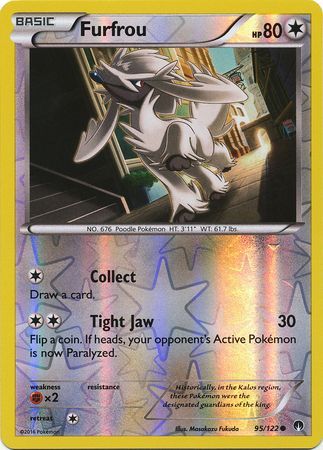 BASIC
Furfrou
HP 80
NO. 676 Poodle Pokémon HT: 3'11" WT: 61.7 lbs.
Collect
Draw a card.
Tight Jaw 30
Flip a coin. If heads, your opponent's Active Pokémon
is now Paralyzed.
weakness resistance
×2
retreat
Historically, in the Kalos region,
these Pokémon were the
designated guardians of the king.
Illus. Masakazu Fukuda
95/122
©2016 Pokémon